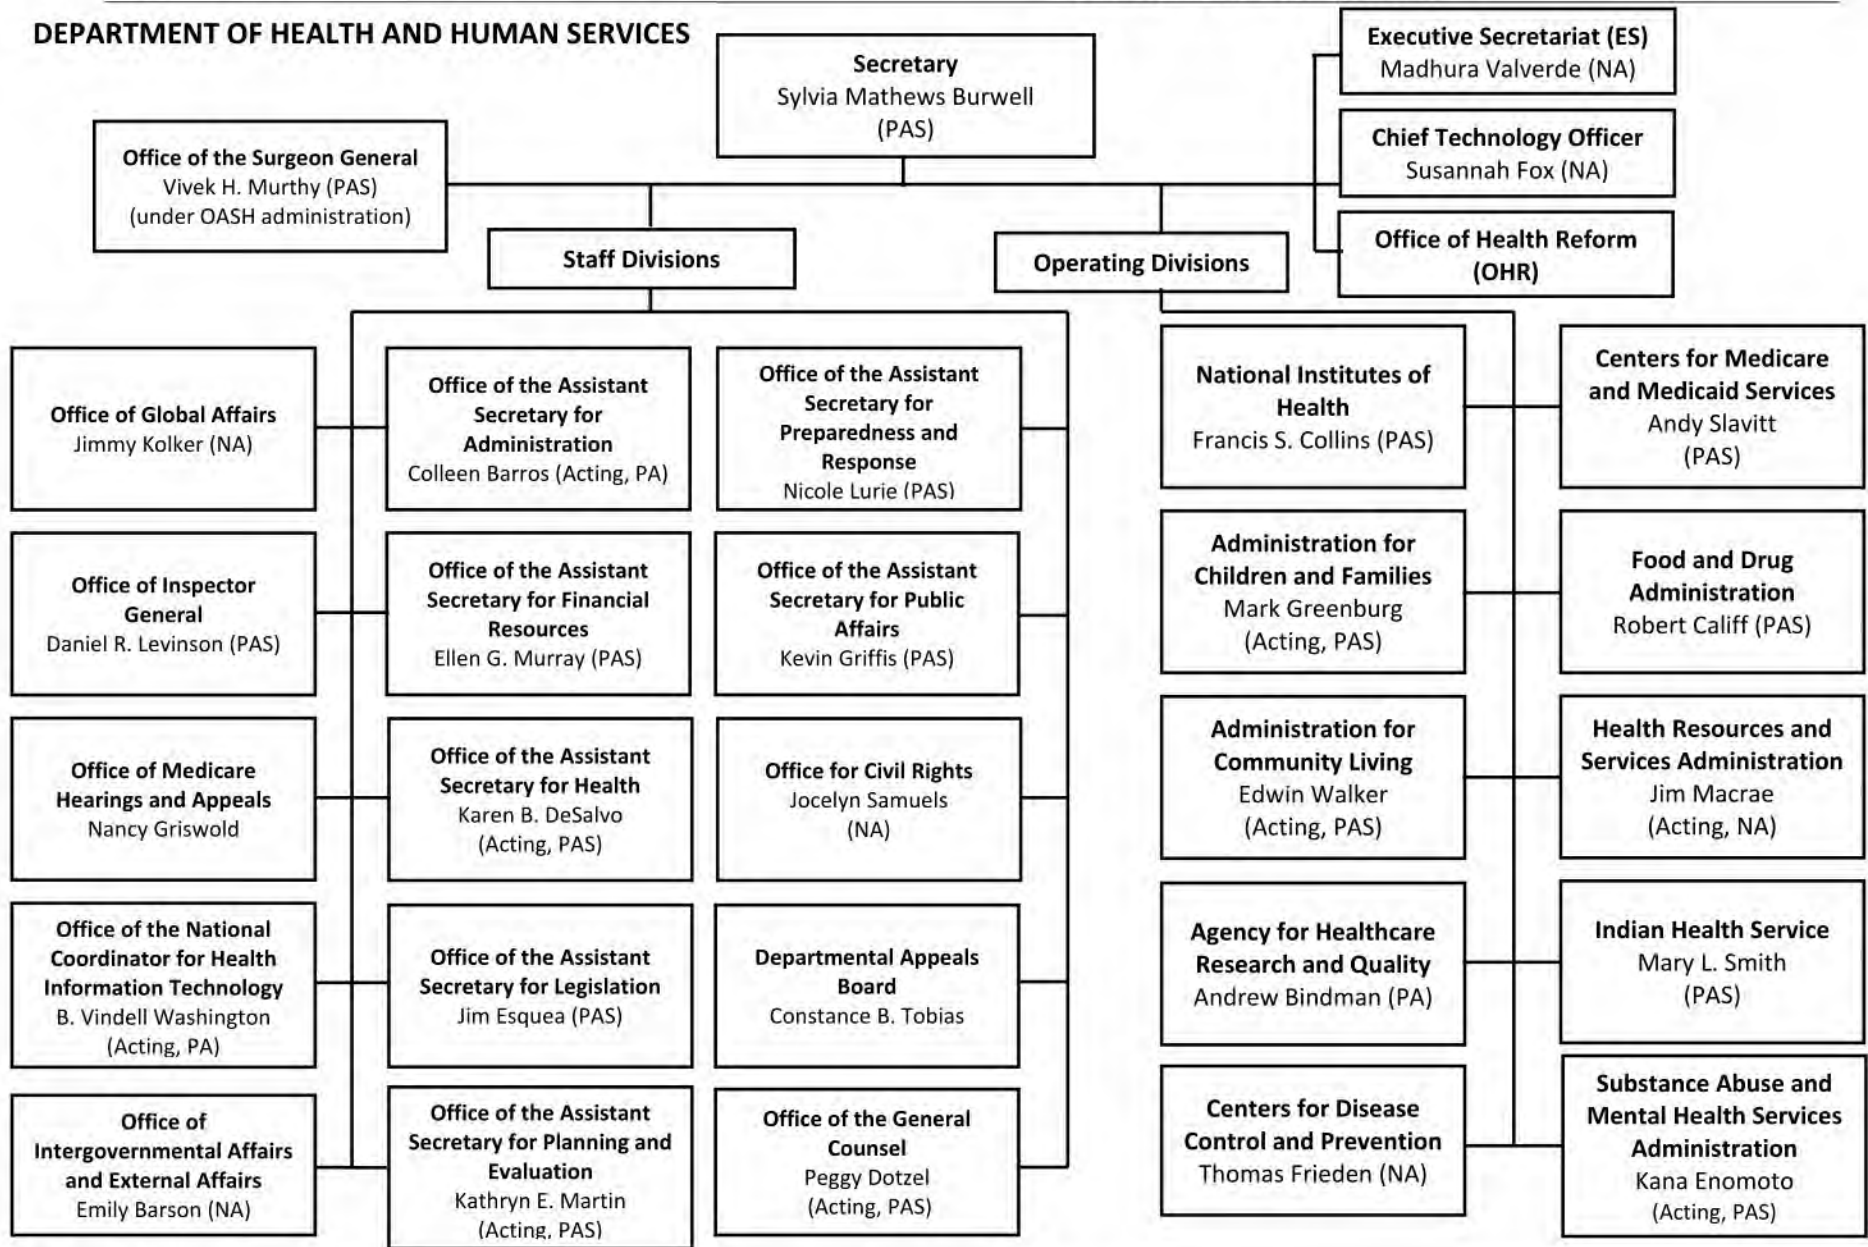 DEPARTMENT OF HEALTH AND HUMAN SERVICES
Secretary
Sylvia Mathews Burwell
(PAS)
Executive Secretariat (ES)
Madhura Valverde (NA)
Chief Technology Officer
Susannah Fox (NA)
Office of Health Reform
(OHR)
Office of the Surgeon General
Vivek H. Murthy (PAS)
(under OASH administration)
Staff Divisions
Operating Divisions
Office of Global Affairs
Jimmy Kolker (NA)
Office of the Assistant
Secretary for
Administration
Colleen Barros (Acting, PA)
Office of the Assistant
Secretary for
Preparedness and
Response
Nicole Lurie (PAS)
National Institutes of
Health
Francis S. Collins (PAS)
Centers for Medicare
and Medicaid Services
Andy Slavitt
(PAS)
Office of Inspector
General
Daniel R. Levinson (PAS)
Office of the Assistant
Secretary for Financial
Resources
Ellen G. Murray (PAS)
Office of the Assistant
Secretary for Public
Affairs
Kevin Griffis (PAS)
Administration for
Children and Families
Mark Greenburg
(Acting, PAS)
Food and Drug
Administration
Robert Califf (PAS)
Office of Medicare
Hearings and Appeals
Nancy Griswold
Office of the Assistant
Secretary for Health
Karen B. DeSalvo
(Acting, PAS)
Office for Civil Rights
Jocelyn Samuels
(NA)
Administration for
Community Living
Edwin Walker
(Acting, PAS)
Health Resources and
Services Administration
Jim Macrae
(Acting, NA)
Office of the National
Coordinator for Health
Information Technology
B. Vindell Washington
(Acting, PA)
Office of the Assistant
Secretary for Legislation
Jim Esquea (PAS)
Departmental Appeals
Board
Constance B. Tobias
Agency for Healthcare
Research and Quality
Andrew Bindman (PA)
Indian Health Service
Mary L. Smith
(PAS)
Office of
Intergovernmental Affairs
and External Affairs
Emily Barson (NA)
Office of the Assistant
Secretary for Planning and
Evaluation
Kathryn E. Martin
(Acting, PAS)
Office of the General
Counsel
Peggy Dotzel
(Acting, PAS)
Centers for Disease
Control and Prevention
Thomas Frieden (NA)
Substance Abuse and
Mental Health Services
Administration
Kana Enomoto
(Acting, PAS)